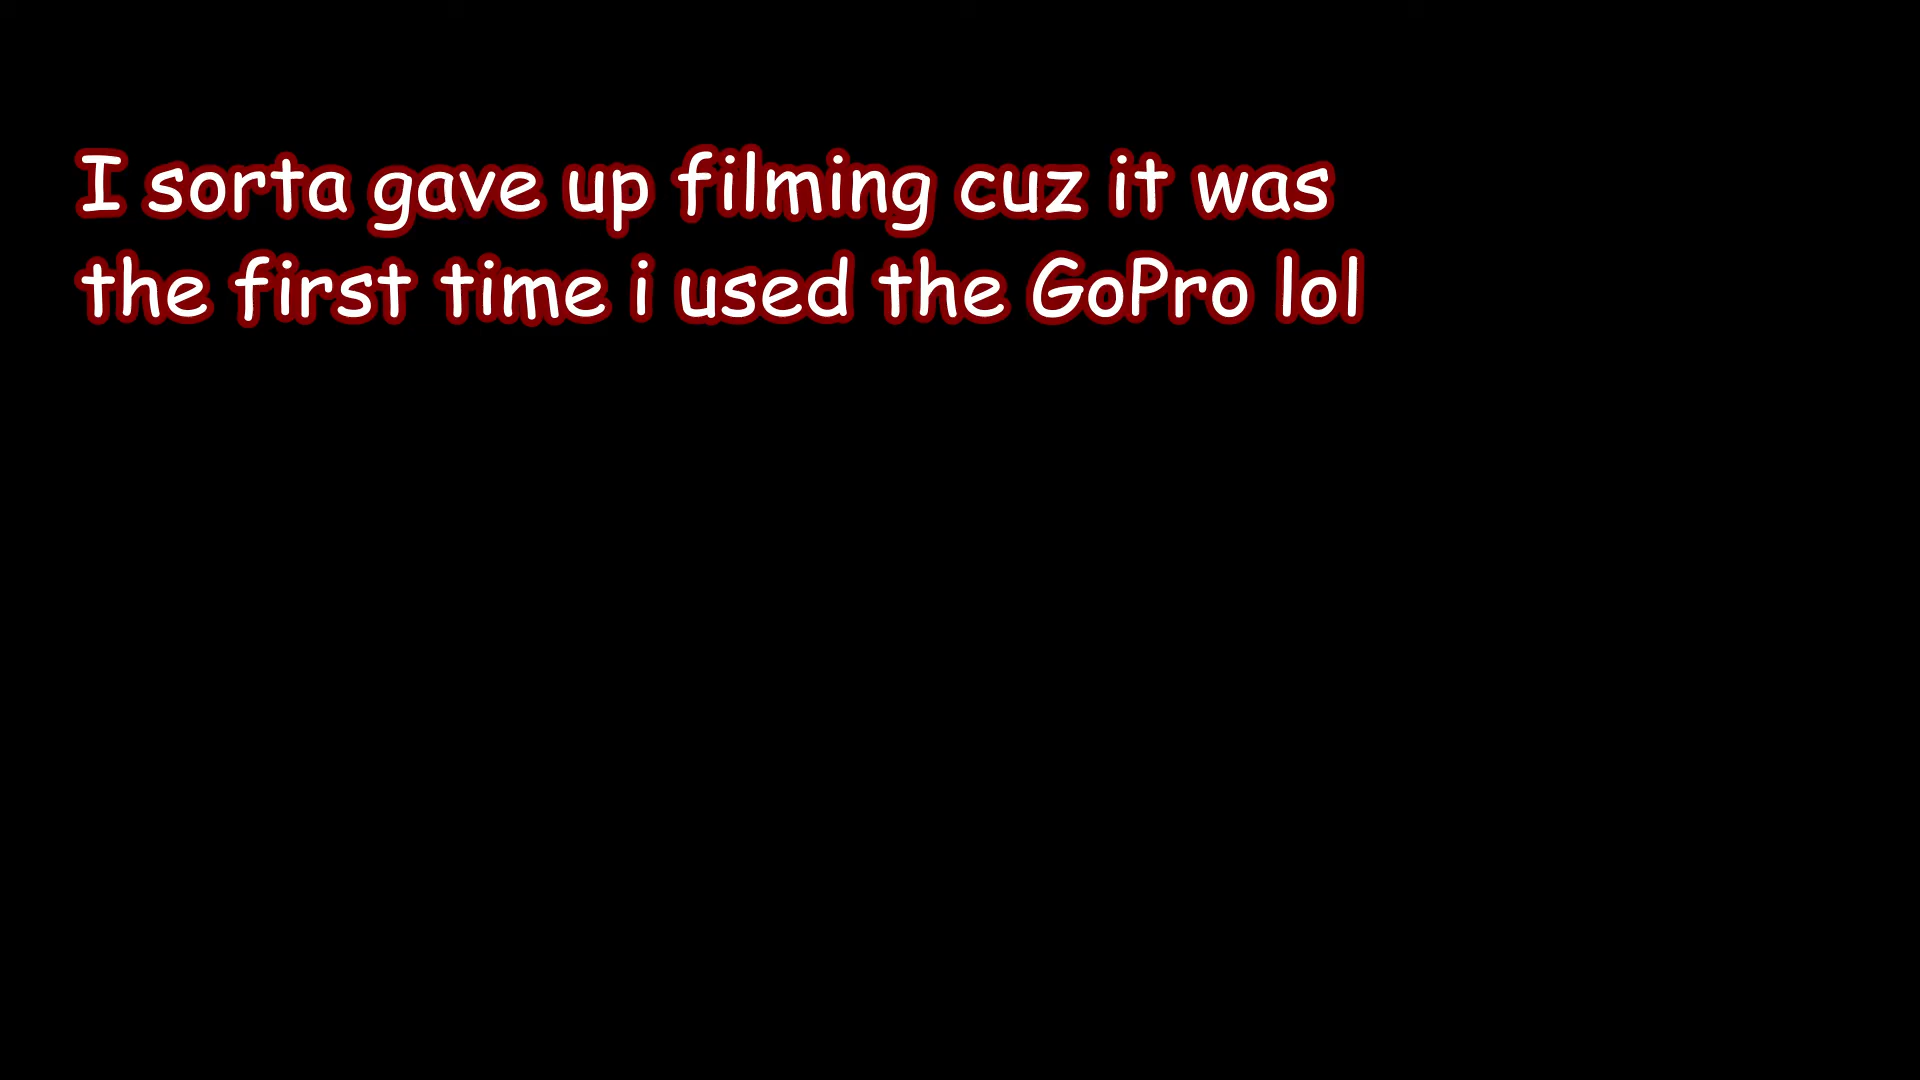 I sorta gave up filming cuz it was
the first time i used the GoPro lol